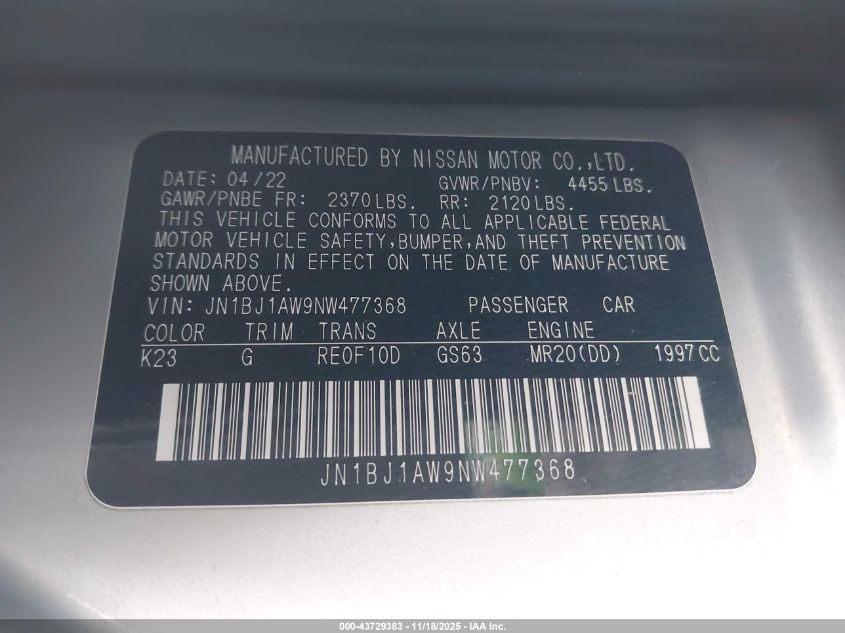 MANUFACTURED BY NISSAN MOTOR CO.,LTD.
DATE: 04/22 GVWR/PNBV: 4455 LBS.
GAWR/PNBE FR: 2370 LBS. RR: 2120 LBS.
THIS VEHICLE CONFORMS TO ALL APPLICABLE FEDERAL
MOTOR VEHICLE SAFETY,BUMPER,AND THEFT PREVENTION
STANDARDS IN EFFECT ON THE DATE OF MANUFACTURE
SHOWN ABOVE.
VIN: JN1BJ1AW9NW477368 PASSENGER CAR
COLOR TRIM TRANS AXLE ENGINE
K23 G RE0F10D GS63 MR20(DD) 1997CC
JN1BJ1AW9NW477368
000-43729383 - 11/18/2025 - IAA Inc.